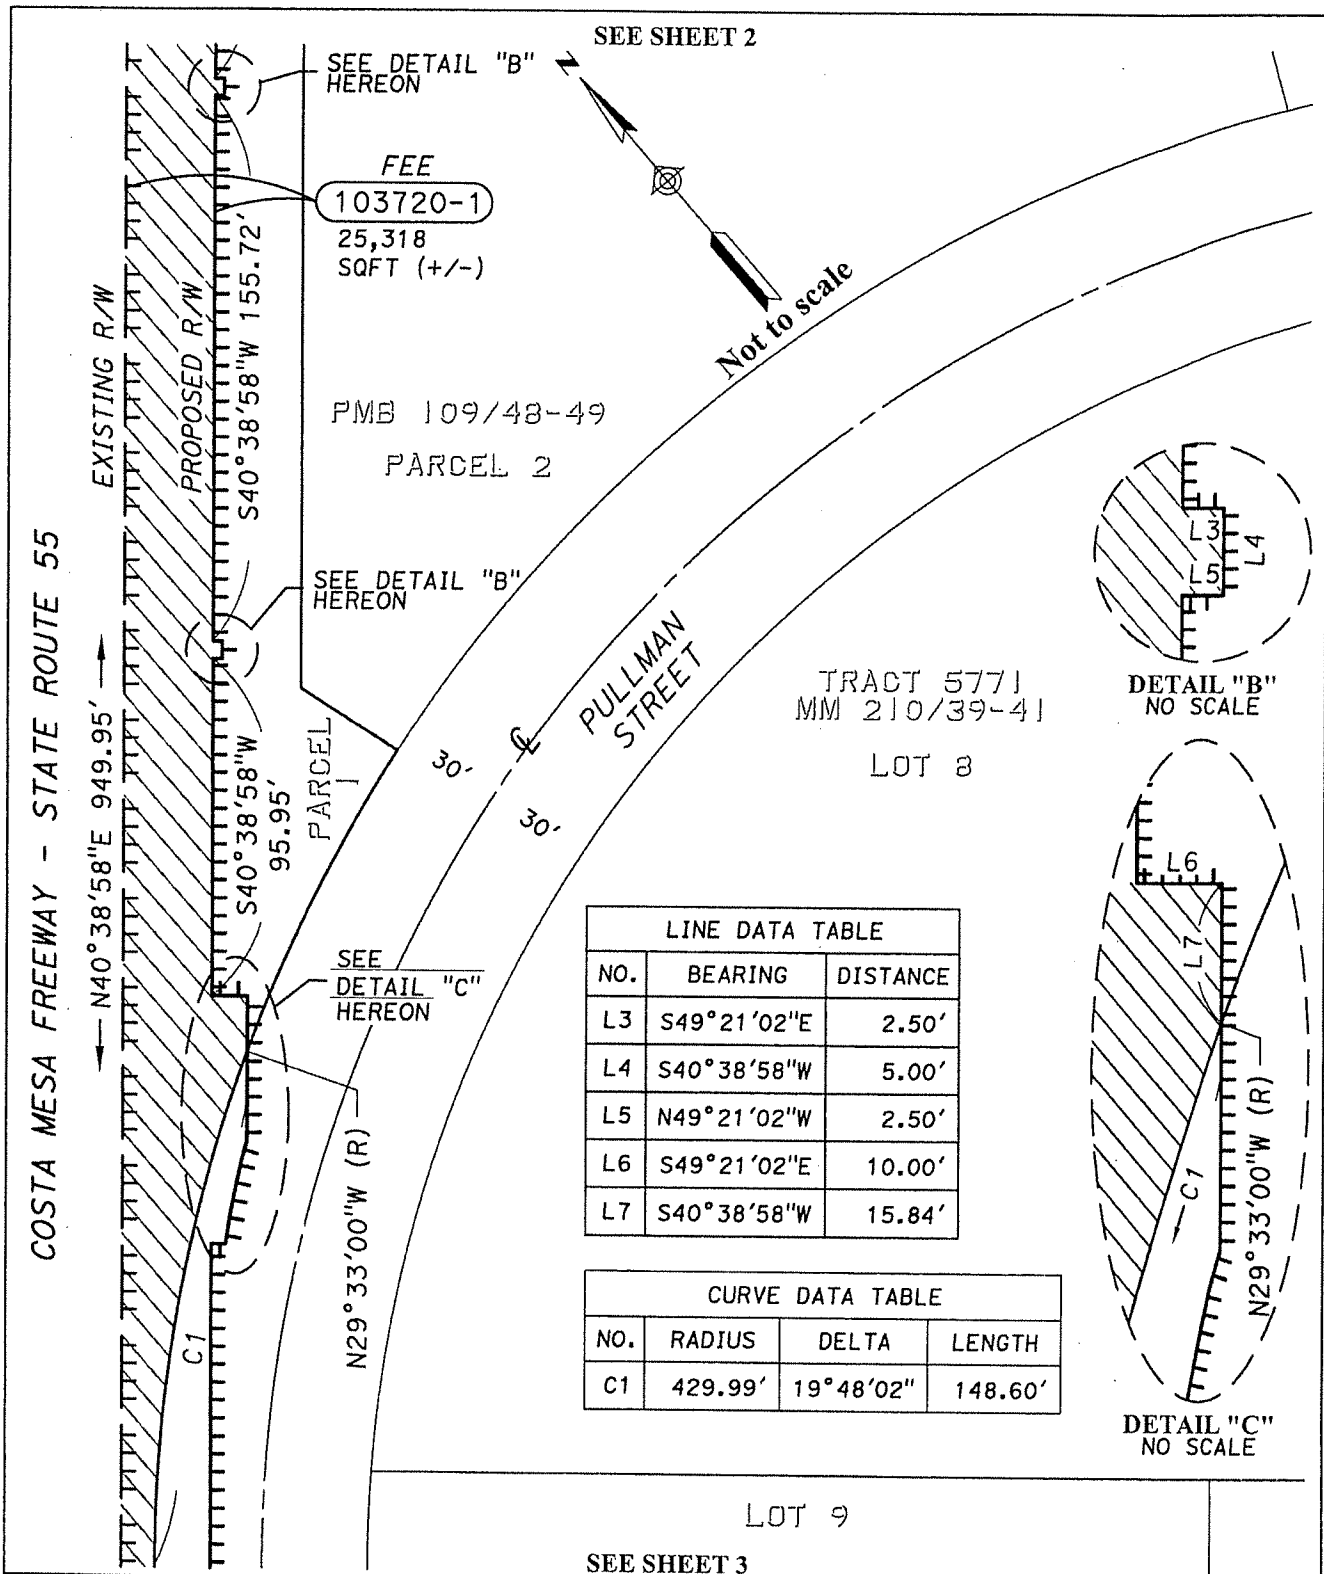 SEE SHEET 2
SEE DETAIL "B"
HEREON
N
FEE
103720-1
25,318
SQFT (+/-)
Not to scale
EXISTING R/W
PROPOSED R/W
S40°38'58"W 155.72'
PMB 109/48-49
PARCEL 2
COSTA MESA FREEWAY - STATE ROUTE 55
N40°38'58"E 949.95'
SEE DETAIL "B"
HEREON
S40°38'58"W
95.95'
PARCEL
1
30'
30'
PULLMAN
STREET
TRACT 5771
MM 210/39-41
LOT 8
L3
L4
L5
DETAIL "B"
NO SCALE
SEE
DETAIL "C"
HEREON
N29°33'00"W (R)
C1
LINE DATA TABLE
NO. BEARING DISTANCE
L3 S49°21'02"E 2.50'
L4 S40°38'58"W 5.00'
L5 N49°21'02"W 2.50'
L6 S49°21'02"E 10.00'
L7 S40°38'58"W 15.84'
CURVE DATA TABLE
NO. RADIUS DELTA LENGTH
C1 429.99' 19°48'02" 148.60'
L6
L7
C1
N29°33'00"W (R)
DETAIL "C"
NO SCALE
LOT 9
SEE SHEET 3